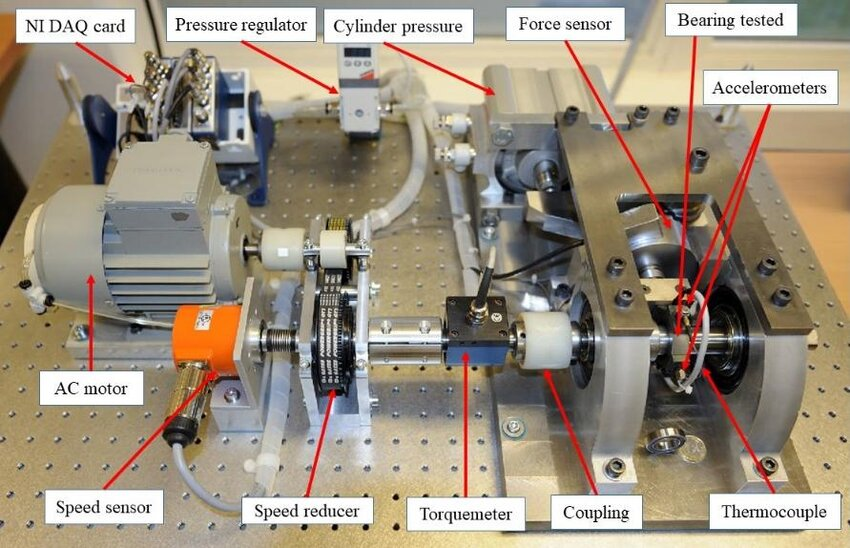 NI DAQ card
Pressure regulator
Cylinder pressure
Force sensor
Bearing tested
Accelerometers
AC motor
Speed sensor
Speed reducer
Torquemeter
Coupling
Thermocouple